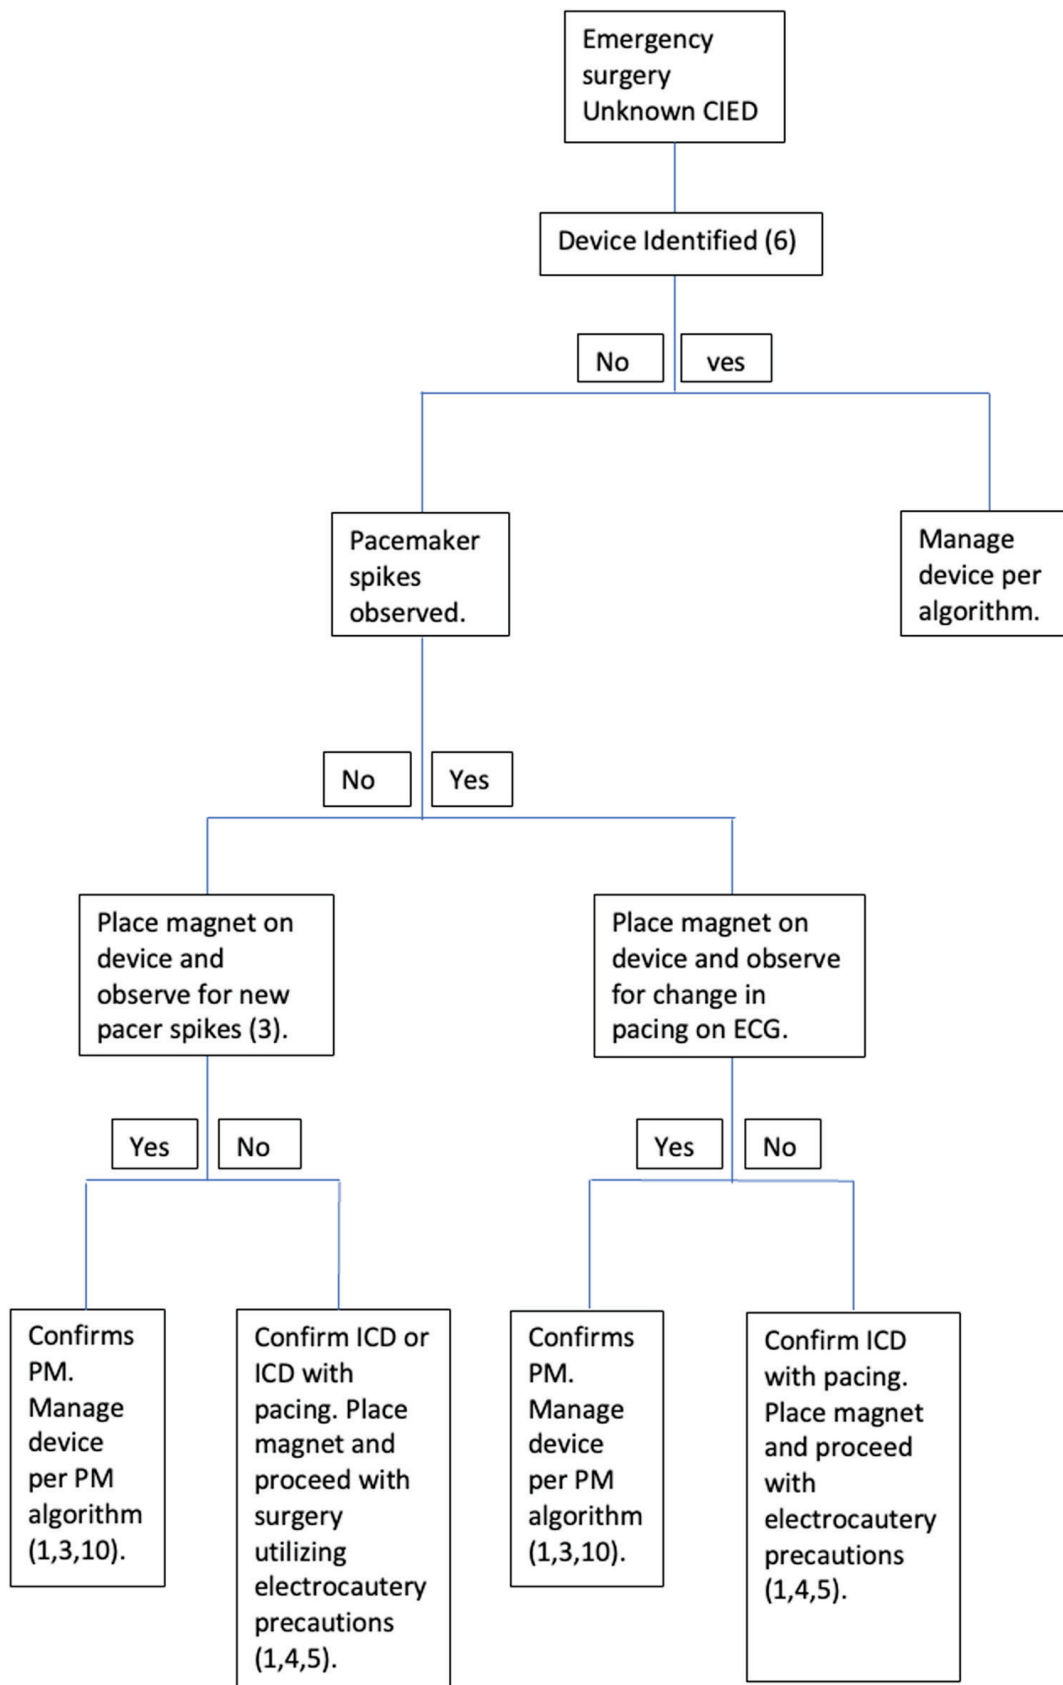 Emergency
surgery
Unknown CIED
Device Identified (6)
No
ves
Pacemaker
spikes
observed.
Manage
device per
algorithm.
No
Yes
Place magnet on
device and
observe for new
pacer spikes (3).
Place magnet on
device and observe
for change in
pacing on ECG.
Yes
No
Yes
No
Confirms
PM.
Manage
device
per PM
algorithm
(1,3,10).
Confirm ICD or
ICD with
pacing. Place
magnet and
proceed with
surgery
utilizing
electrocautery
precautions
(1,4,5).
Confirms
PM.
Manage
device
per PM
algorithm
(1,3,10).
Confirm ICD
with pacing.
Place magnet
and proceed
with
electrocautery
precautions
(1,4,5).